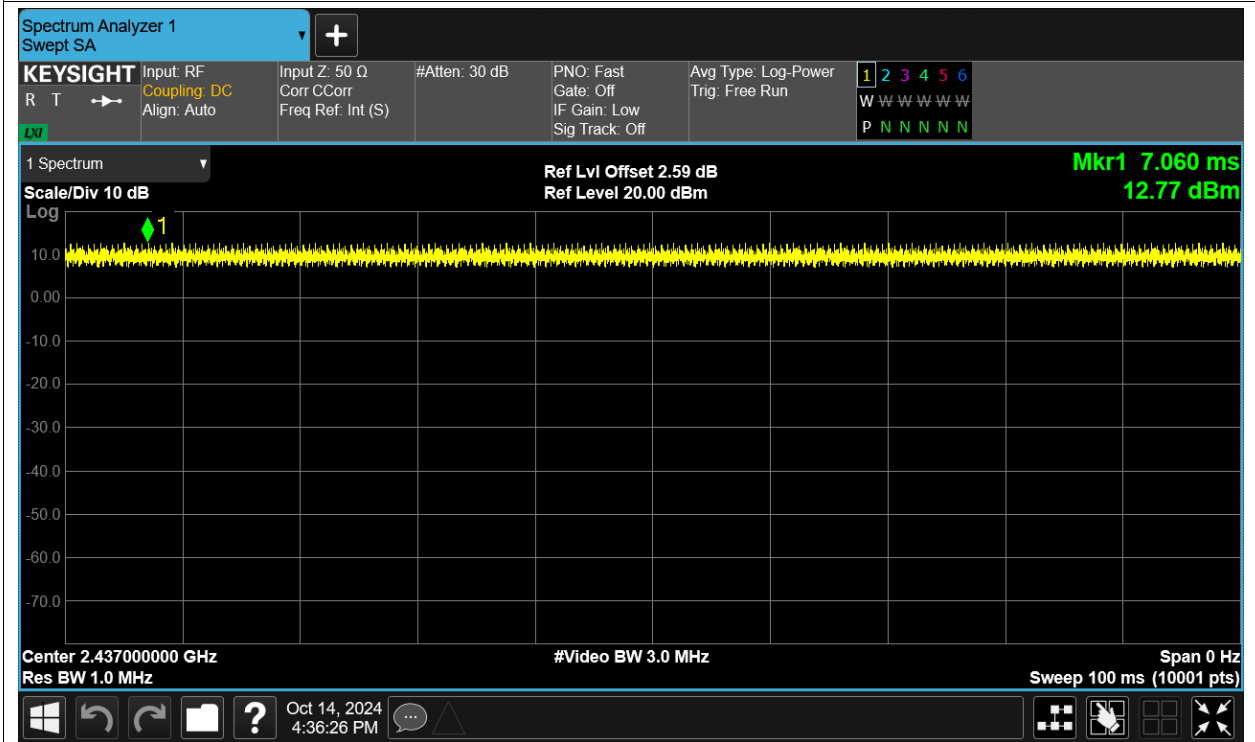 Spectrum Analyzer 1
Swept SA
KEYSIGHT
R T
LXI
Input: RF
Coupling: DC
Align: Auto
Input Z: 50 Ω
Corr CCorr
Freq Ref: Int (S)
#Atten: 30 dB
PNO: Fast
Gate: Off
IF Gain: Low
Sig Track: Off
Avg Type: Log-Power
Trig: Free Run
1 2 3 4 5 6
W W W W W W
P N N N N N
1 Spectrum
Scale/Div 10 dB
Log
Ref Lvl Offset 2.59 dB
Ref Level 20.00 dBm
Mkr1 7.060 ms
12.77 dBm
1
10.0
0.00
-10.0
-20.0
-30.0
-40.0
-50.0
-60.0
-70.0
Center 2.437000000 GHz
Res BW 1.0 MHz
#Video BW 3.0 MHz
Span 0 Hz
Sweep 100 ms (10001 pts)
?
Oct 14, 2024
4:36:26 PM